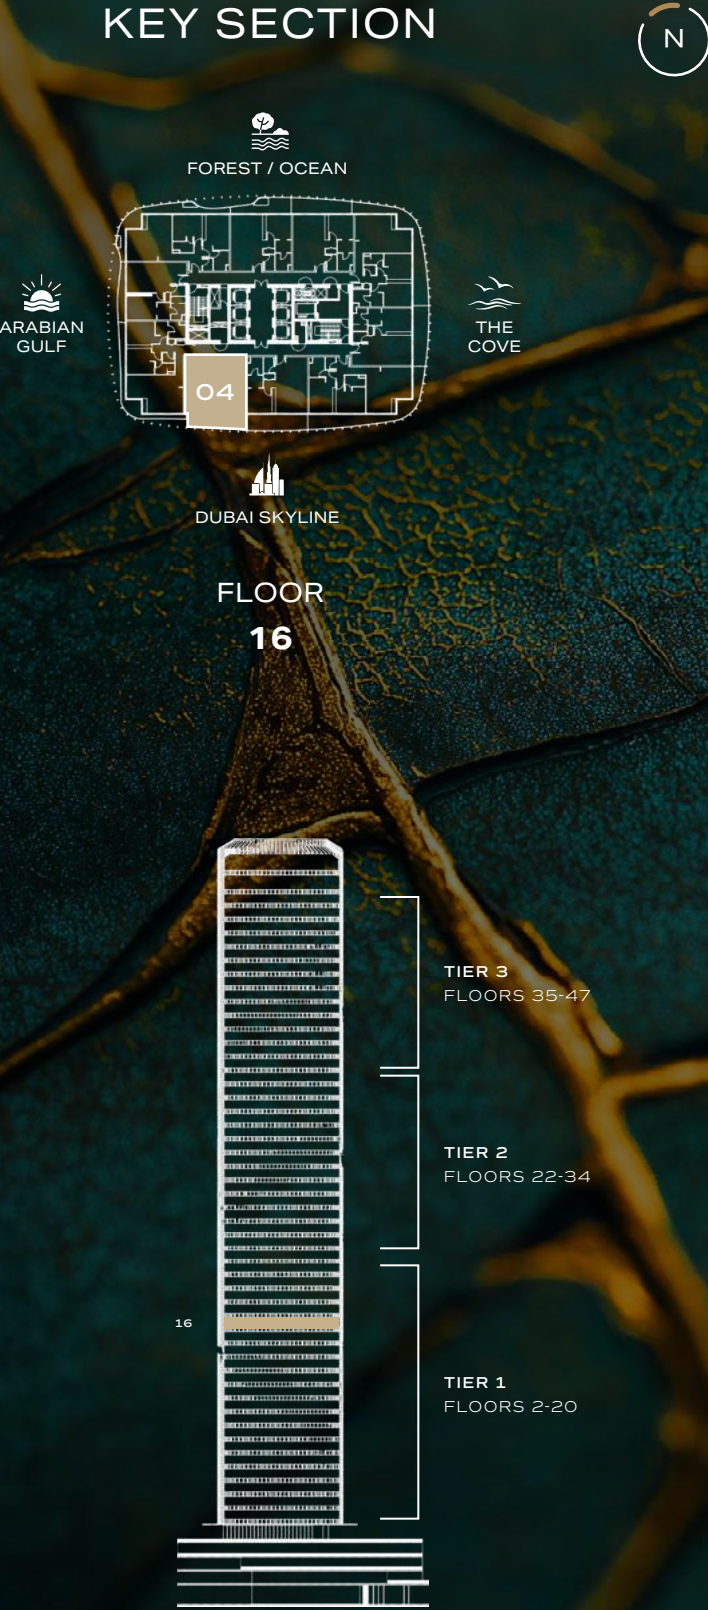 KEY SECTION
N
FOREST / OCEAN
ARABIAN
GULF
THE
COVE
04
DUBAI SKYLINE
FLOOR
16
TIER 3
FLOORS 35-47
TIER 2
FLOORS 22-34
16
TIER 1
FLOORS 2-20